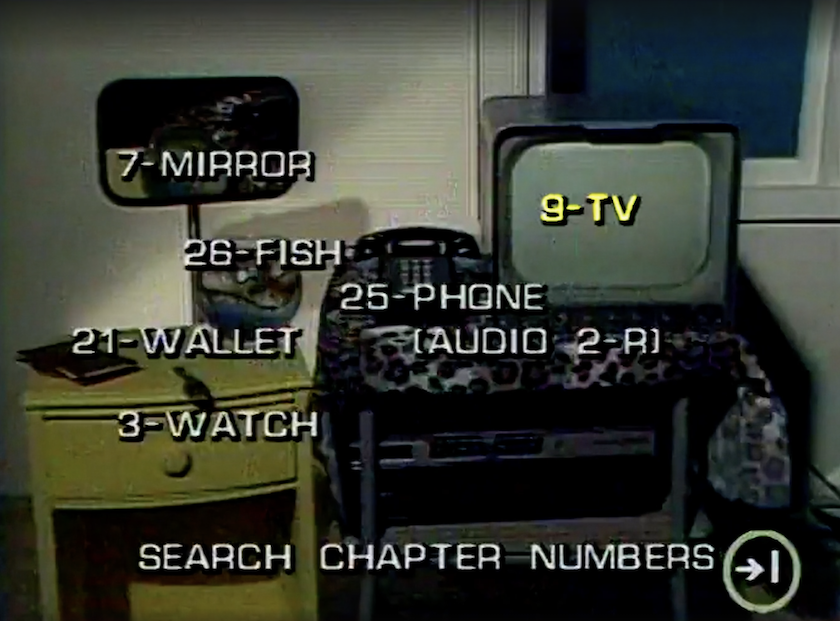 7-MIRROR
9-TV
26-FISH
25-PHONE
21-WALLET
(AUDIO 2-R)
3-WATCH
SEARCH CHAPTER NUMBERS